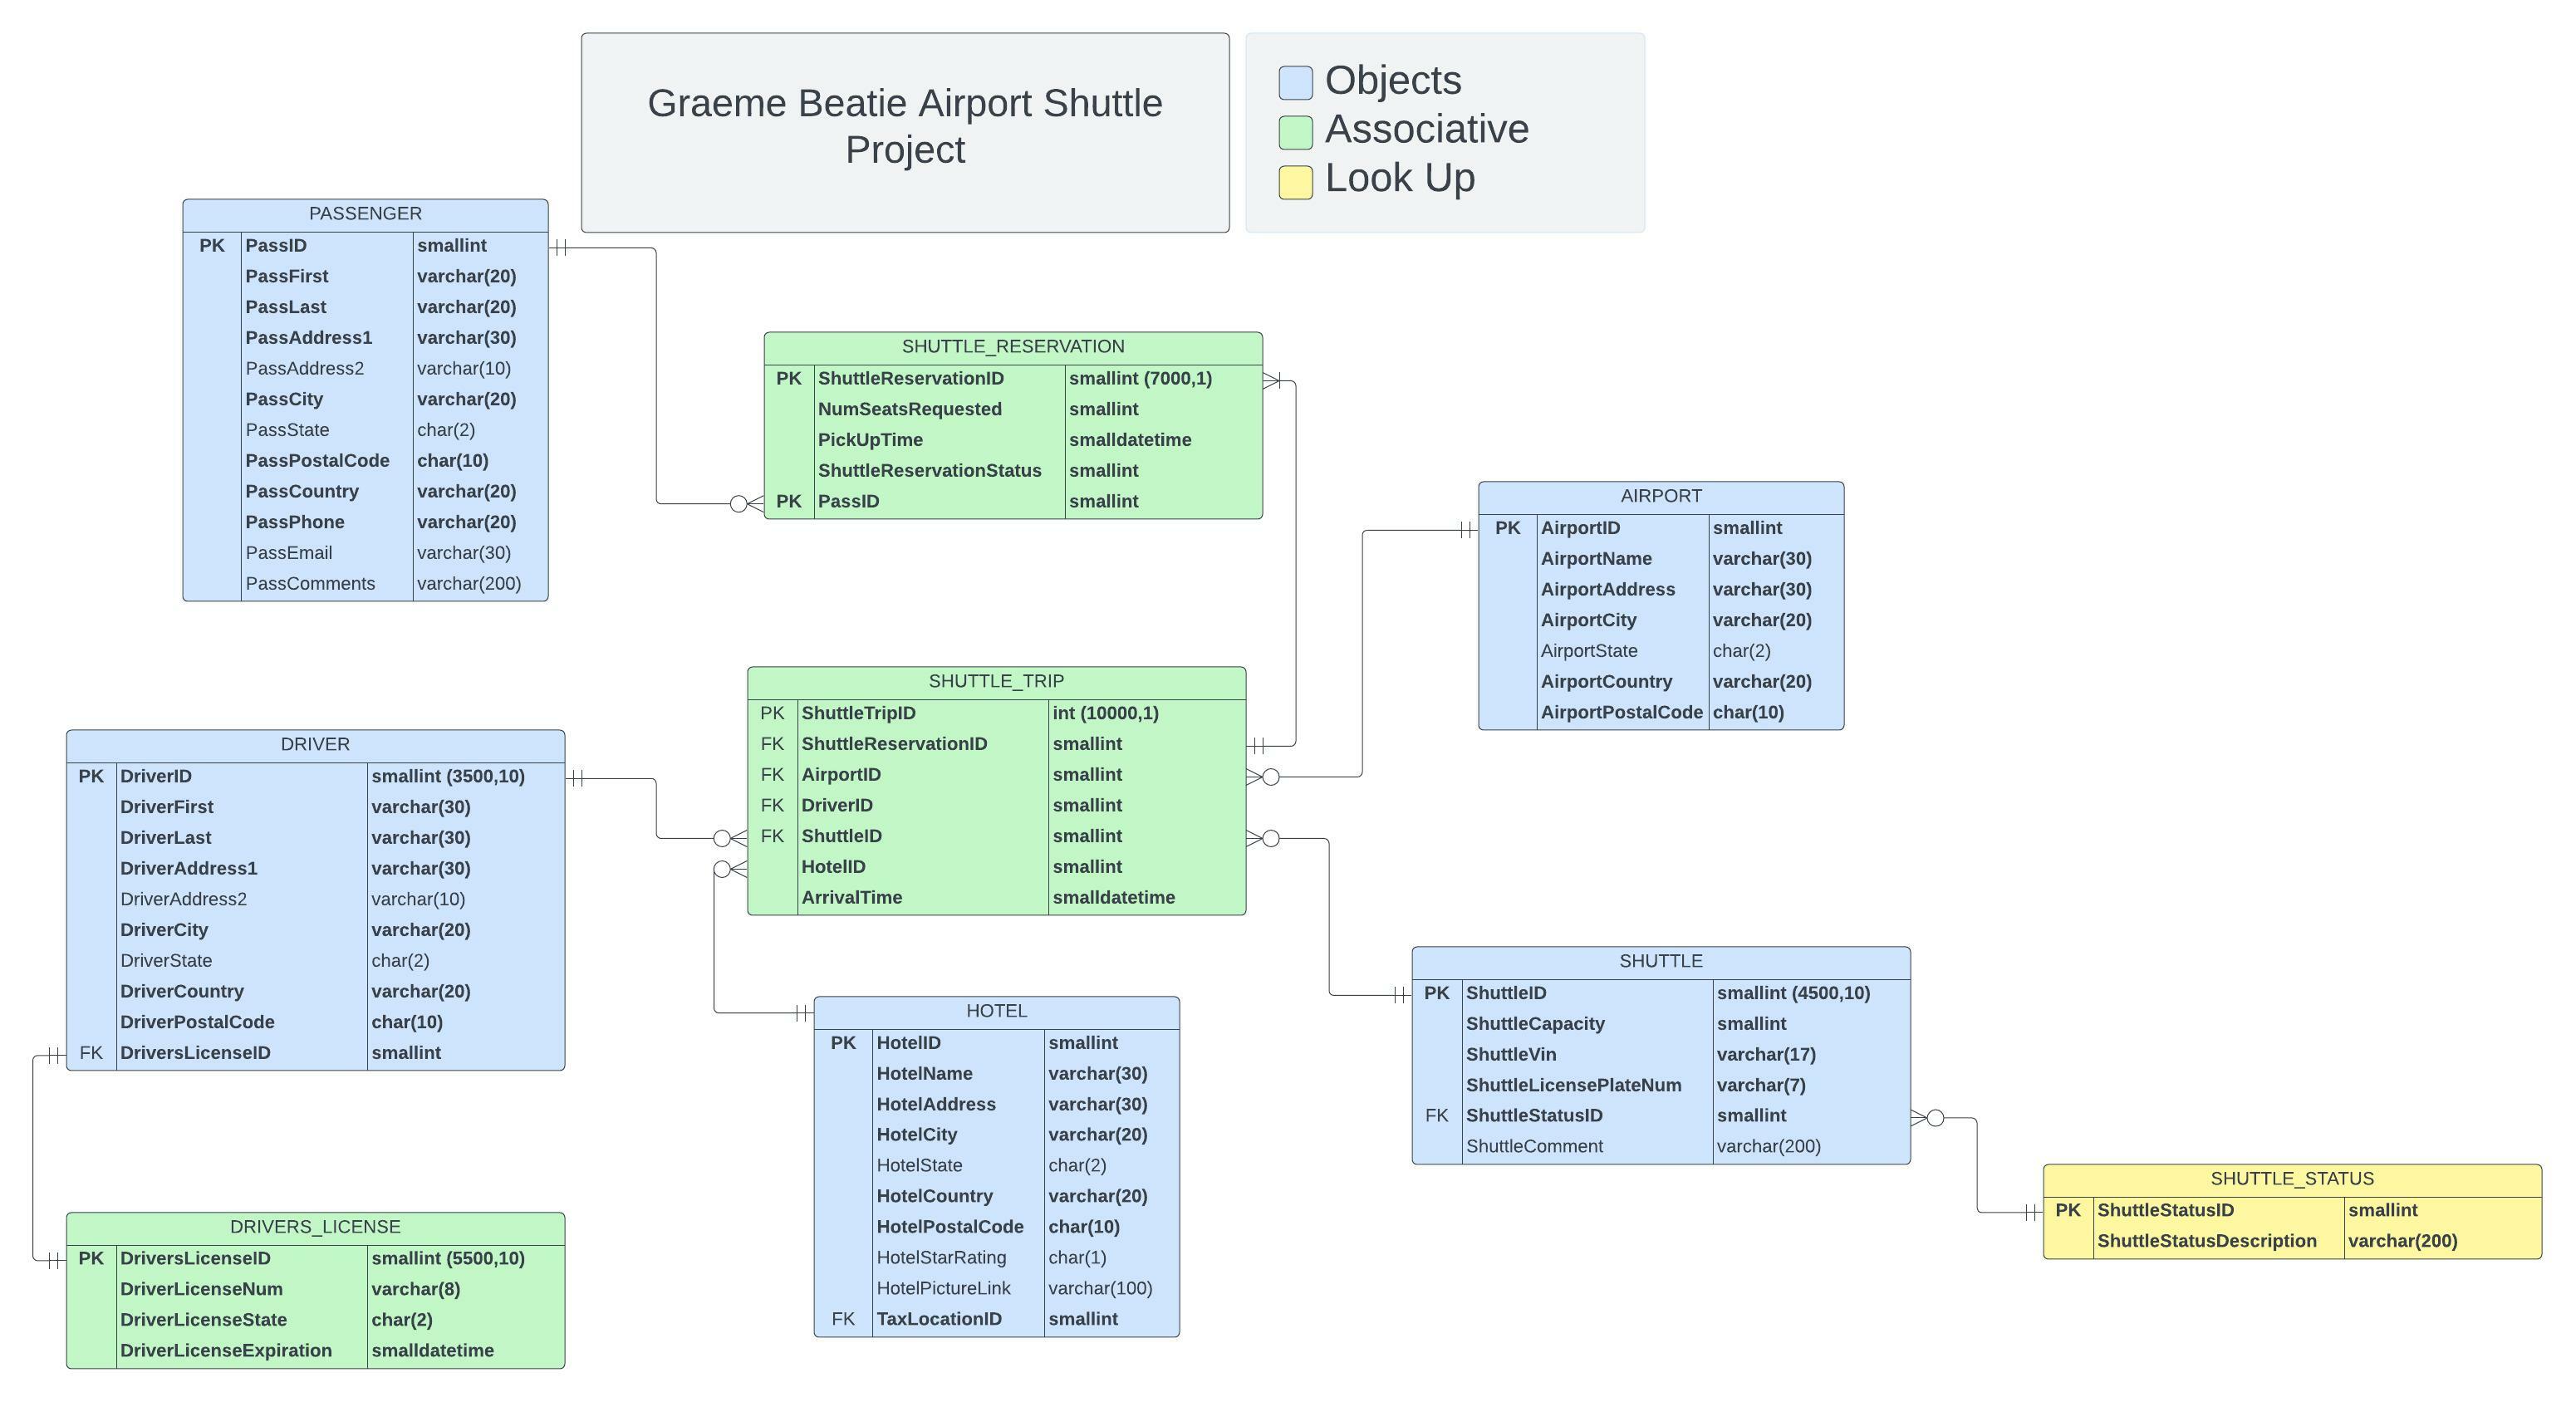 Graeme Beatie Airport Shuttle
Project
Objects
Associative
Look Up
PASSENGER
PK PassID smallint
PassFirst varchar(20)
PassLast varchar(20)
PassAddress1 varchar(30)
PassAddress2 varchar(10)
PassCity varchar(20)
PassState char(2)
PassPostalCode char(10)
PassCountry varchar(20)
PassPhone varchar(20)
PassEmail varchar(30)
PassComments varchar(200)
SHUTTLE_RESERVATION
PK ShuttleReservationID smallint (7000,1)
NumSeatsRequested smallint
PickUpTime smalldatetime
ShuttleReservationStatus smallint
PK PassID smallint
AIRPORT
PK AirportID smallint
AirportName varchar(30)
AirportAddress varchar(30)
AirportCity varchar(20)
AirportState char(2)
AirportCountry varchar(20)
AirportPostalCode char(10)
SHUTTLE_TRIP
PK ShuttleTripID int (10000,1)
FK ShuttleReservationID smallint
FK AirportID smallint
FK DriverID smallint
FK ShuttleID smallint
HotelID smallint
ArrivalTime smalldatetime
DRIVER
PK DriverID smallint (3500,10)
DriverFirst varchar(30)
DriverLast varchar(30)
DriverAddress1 varchar(30)
DriverAddress2 varchar(10)
DriverCity varchar(20)
DriverState char(2)
DriverCountry varchar(20)
DriverPostalCode char(10)
FK DriversLicenseID smallint
HOTEL
PK HotelID smallint
HotelName varchar(30)
HotelAddress varchar(30)
HotelCity varchar(20)
HotelState char(2)
HotelCountry varchar(20)
HotelPostalCode char(10)
HotelStarRating char(1)
HotelPictureLink varchar(100)
FK TaxLocationID smallint
SHUTTLE
PK ShuttleID smallint (4500,10)
ShuttleCapacity smallint
ShuttleVin varchar(17)
ShuttleLicensePlateNum varchar(7)
FK ShuttleStatusID smallint
ShuttleComment varchar(200)
SHUTTLE_STATUS
PK ShuttleStatusID smallint
ShuttleStatusDescription varchar(200)
DRIVERS_LICENSE
PK DriversLicenseID smallint (5500,10)
DriverLicenseNum varchar(8)
DriverLicenseState char(2)
DriverLicenseExpiration smalldatetime